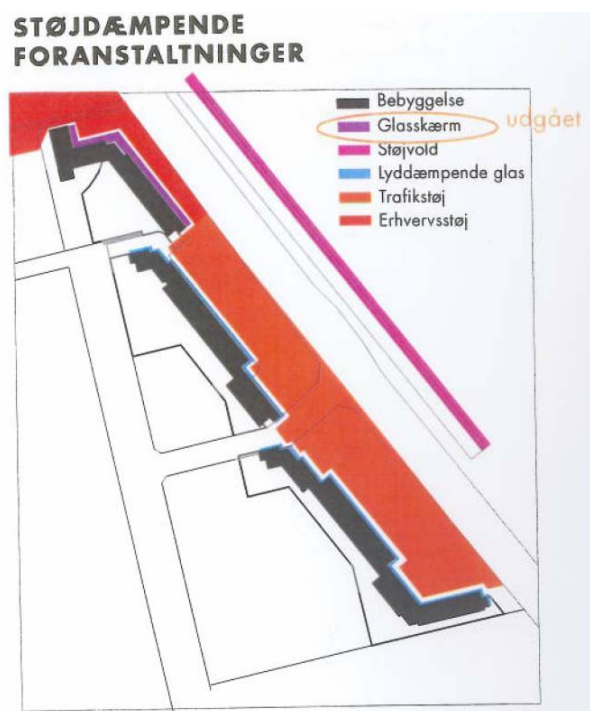 STØJDÆMPENDE
FORANSTALTNINGER
Bebyggelse
Glasskærm udgået
Støjvold
Lyddæmpende glas
Trafikstøj
Erhvervsstøj